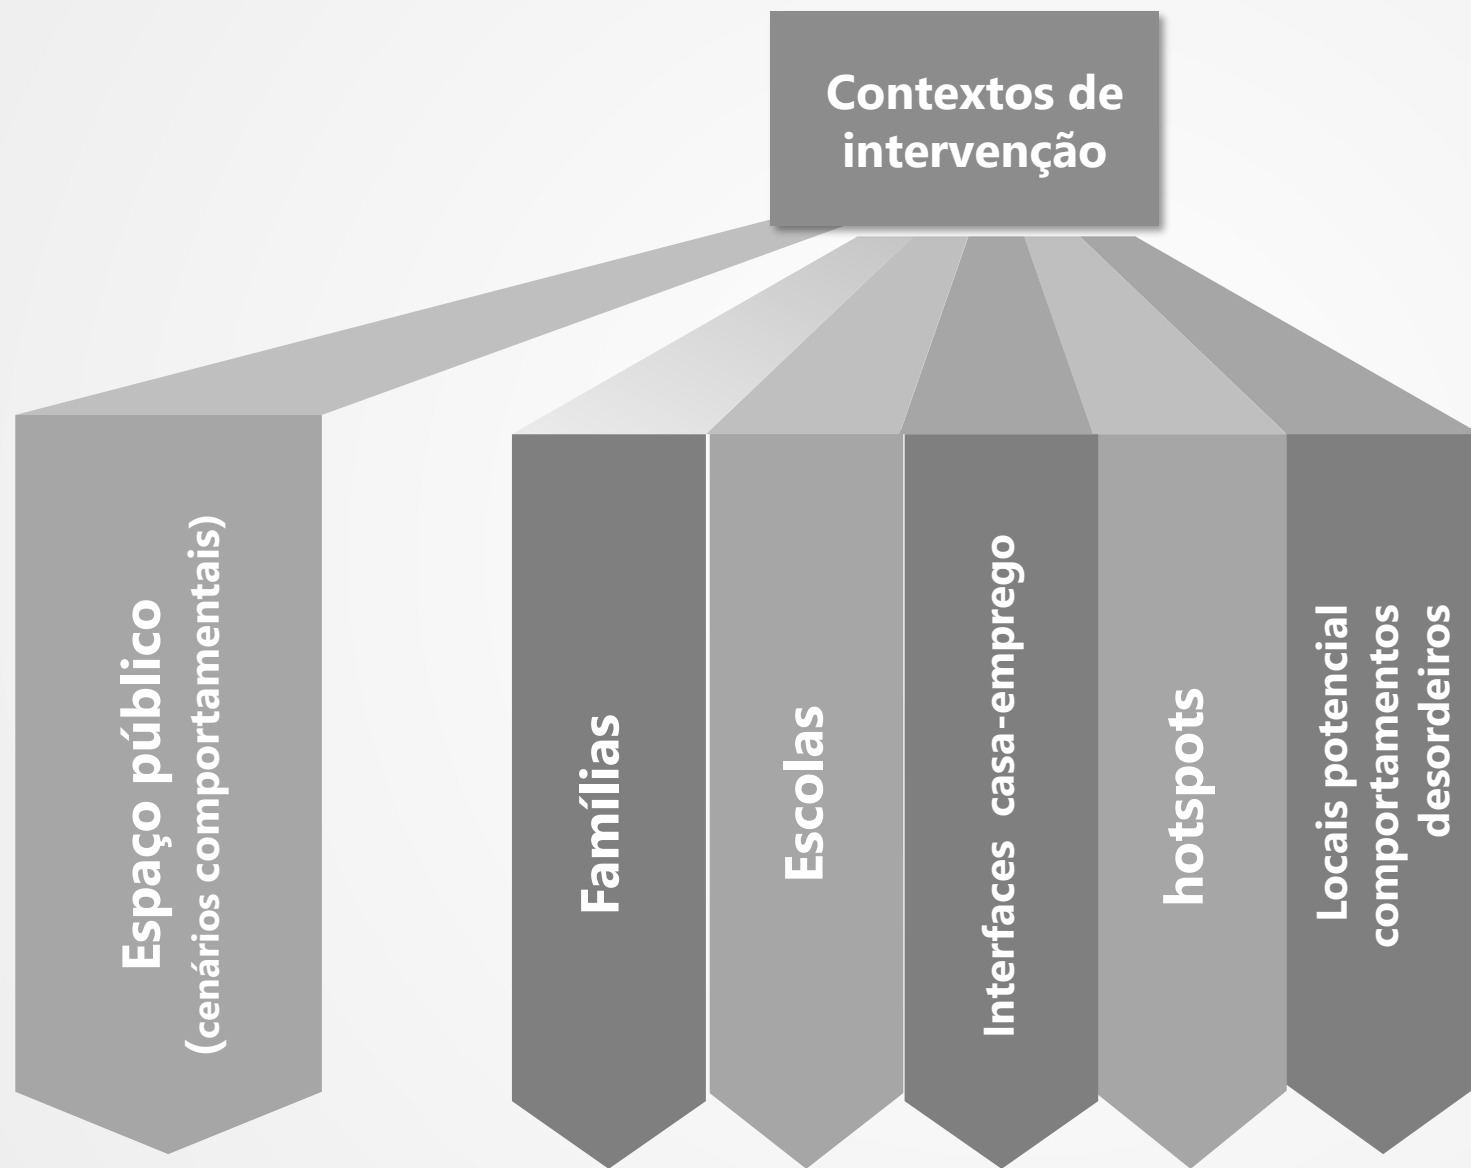 Contextos de
intervenção
Espaço público
(cenários comportamentais)
Famílias
Escolas
Interfaces casa-emprego
hotspots
Locais potencial
comportamentos
desordeiros